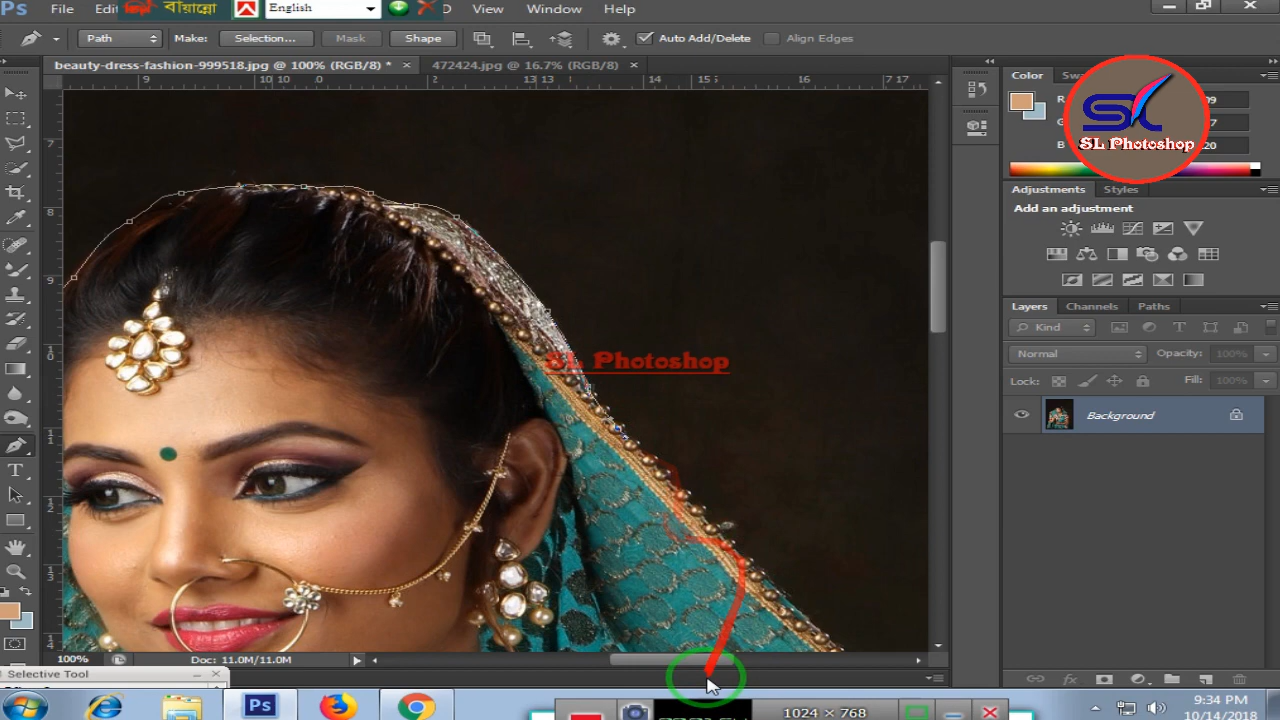 Ps File Edit বায়ান্নো English View Window Help
Path Make: Selection... Mask Shape Auto Add/Delete Align Edges
beauty-dress-fashion-999518.jpg @ 100% (RGB/8) * × 472424.jpg @ 16.7% (RGB/8) ×
Color
R
G
B
20
SL Photoshop
Adjustments Styles
Add an adjustment
Layers Channels Paths
Kind
Normal Opacity: 100%
Lock: Fill: 100%
Background
SL Photoshop
100% Doc: 11.0M/11.0M
Selective Tool
Ps
1024 × 768
9:34 PM
10/14/2018